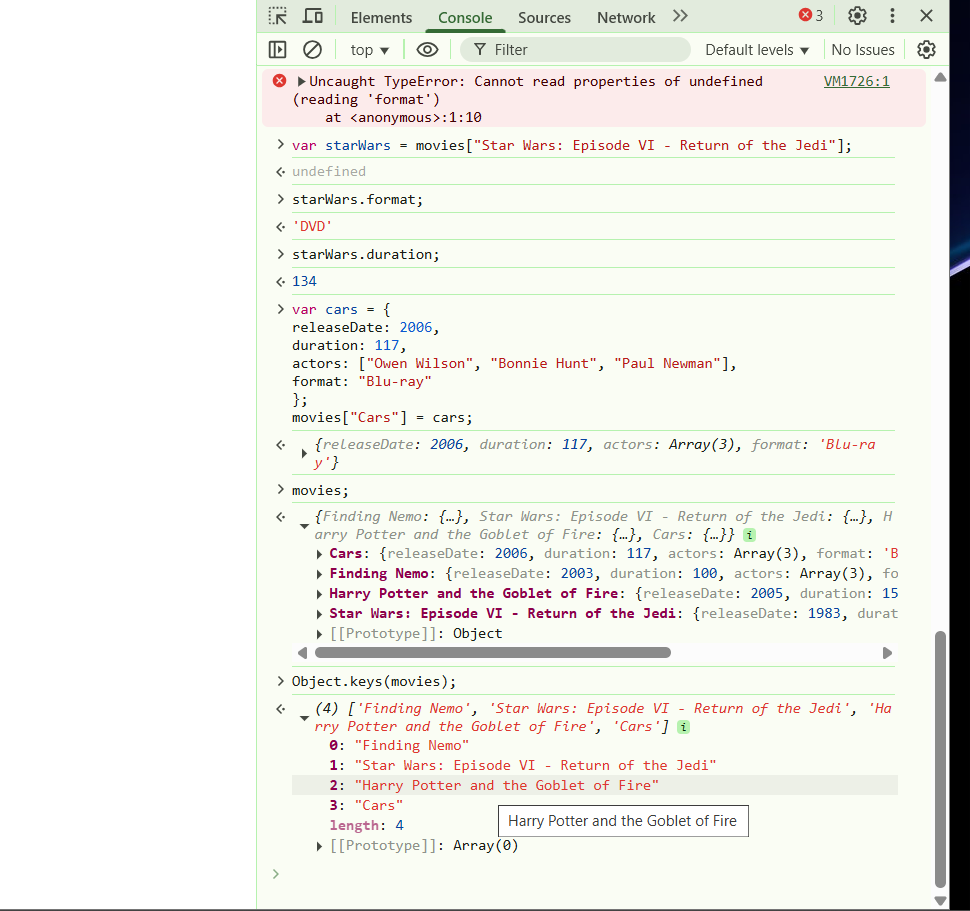 Elements Console Sources Network 3
top Filter Default levels No Issues
Uncaught TypeError: Cannot read properties of undefined VM1726:1
(reading 'format')
at <anonymous>:1:10
var starWars = movies["Star Wars: Episode VI - Return of the Jedi"];
undefined
starWars.format;
'DVD'
starWars.duration;
134
var cars = {
releaseDate: 2006,
duration: 117,
actors: ["Owen Wilson", "Bonnie Hunt", "Paul Newman"],
format: "Blu-ray"
};
movies["Cars"] = cars;
{releaseDate: 2006, duration: 117, actors: Array(3), format: 'Blu-ra
y'}
movies;
{Finding Nemo: {…}, Star Wars: Episode VI - Return of the Jedi: {…}, H
arry Potter and the Goblet of Fire: {…}, Cars: {…}} i
Cars: {releaseDate: 2006, duration: 117, actors: Array(3), format: 'B
Finding Nemo: {releaseDate: 2003, duration: 100, actors: Array(3), fo
Harry Potter and the Goblet of Fire: {releaseDate: 2005, duration: 15
Star Wars: Episode VI - Return of the Jedi: {releaseDate: 1983, durat
[[Prototype]]: Object
Object.keys(movies);
(4) ['Finding Nemo', 'Star Wars: Episode VI - Return of the Jedi', 'Ha
rry Potter and the Goblet of Fire', 'Cars'] i
0: "Finding Nemo"
1: "Star Wars: Episode VI - Return of the Jedi"
2: "Harry Potter and the Goblet of Fire"
3: "Cars"
Harry Potter and the Goblet of Fire
length: 4
[[Prototype]]: Array(0)